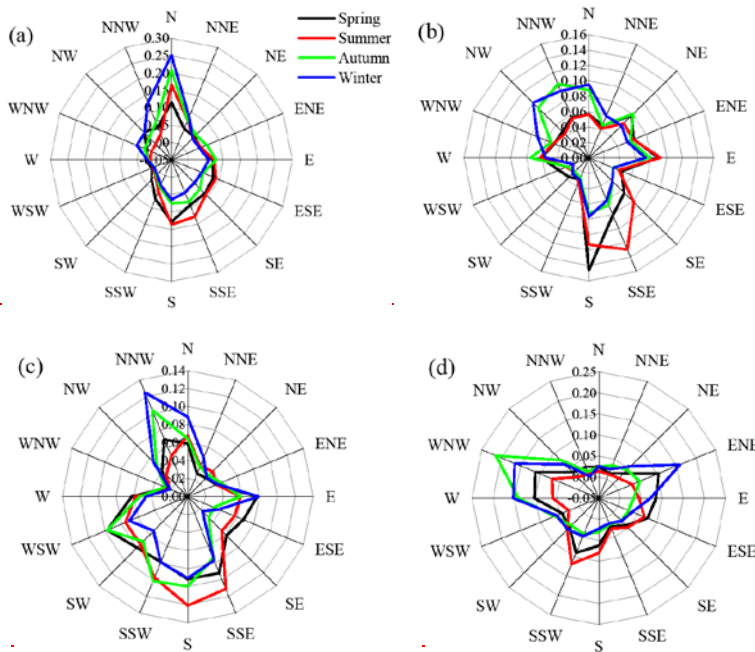 (a)
N
NNE
NE
ENE
E
ESE
SE
SSE
S
SSW
SW
WSW
W
WNW
NW
NNW
0.30
0.25
0.20
0.15
0.10
0.05
0.00
-0.05
Spring
Summer
Autumn
Winter
(b)
N
NNE
NE
ENE
E
ESE
SE
SSE
S
SSW
SW
WSW
W
WNW
NW
NNW
0.16
0.14
0.12
0.10
0.08
0.06
0.04
0.02
0.00
(c)
N
NNE
NE
ENE
E
ESE
SE
SSE
S
SSW
SW
WSW
W
WNW
NW
NNW
0.14
0.12
0.10
0.08
0.06
0.04
0.02
0.00
(d)
N
NNE
NE
ENE
E
ESE
SE
SSE
S
SSW
SW
WSW
W
WNW
NW
NNW
0.25
0.20
0.15
0.10
0.05
0.00
-0.05